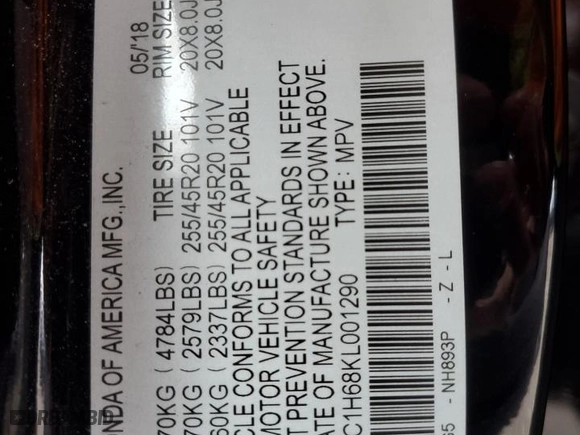 NDA OF AMERICA MFG., INC. 05/'18
70KG ( 4784LBS) TIRE SIZE RIM SIZE
70KG ( 2579LBS) 255/45R20 101V 20X8.0J
60KG ( 2337LBS) 255/45R20 101V 20X8.0J
CLE CONFORMS TO ALL APPLICABLE
MOTOR VEHICLE SAFETY
T PREVENTION STANDARDS IN EFFECT
ATE OF MANUFACTURE SHOWN ABOVE.
C1H68KL001290 TYPE: MPV
G5 - NH893P - Z - L